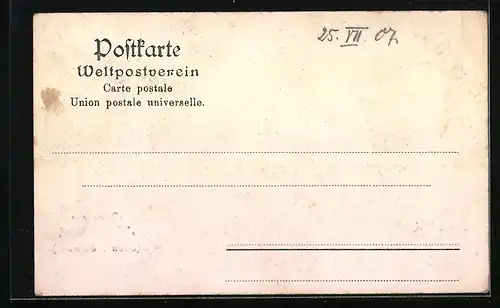 25. VII. 07.
Postkarte
Weltpostverein
Carte postale
Union postale universelle.